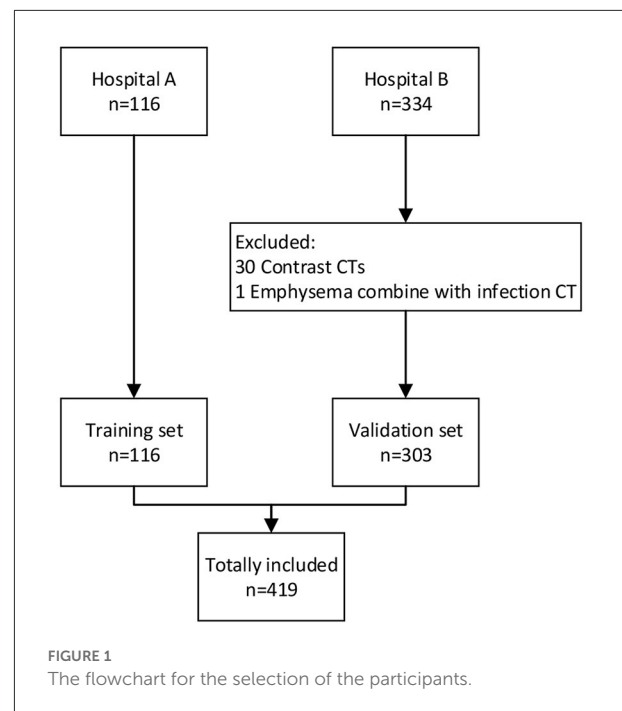 Hospital A
n=116
Hospital B
n=334
Excluded:
30 Contrast CTs
1 Emphysema combine with infection CT
Training set
n=116
Validation set
n=303
Totally included
n=419
FIGURE 1
The flowchart for the selection of the participants.